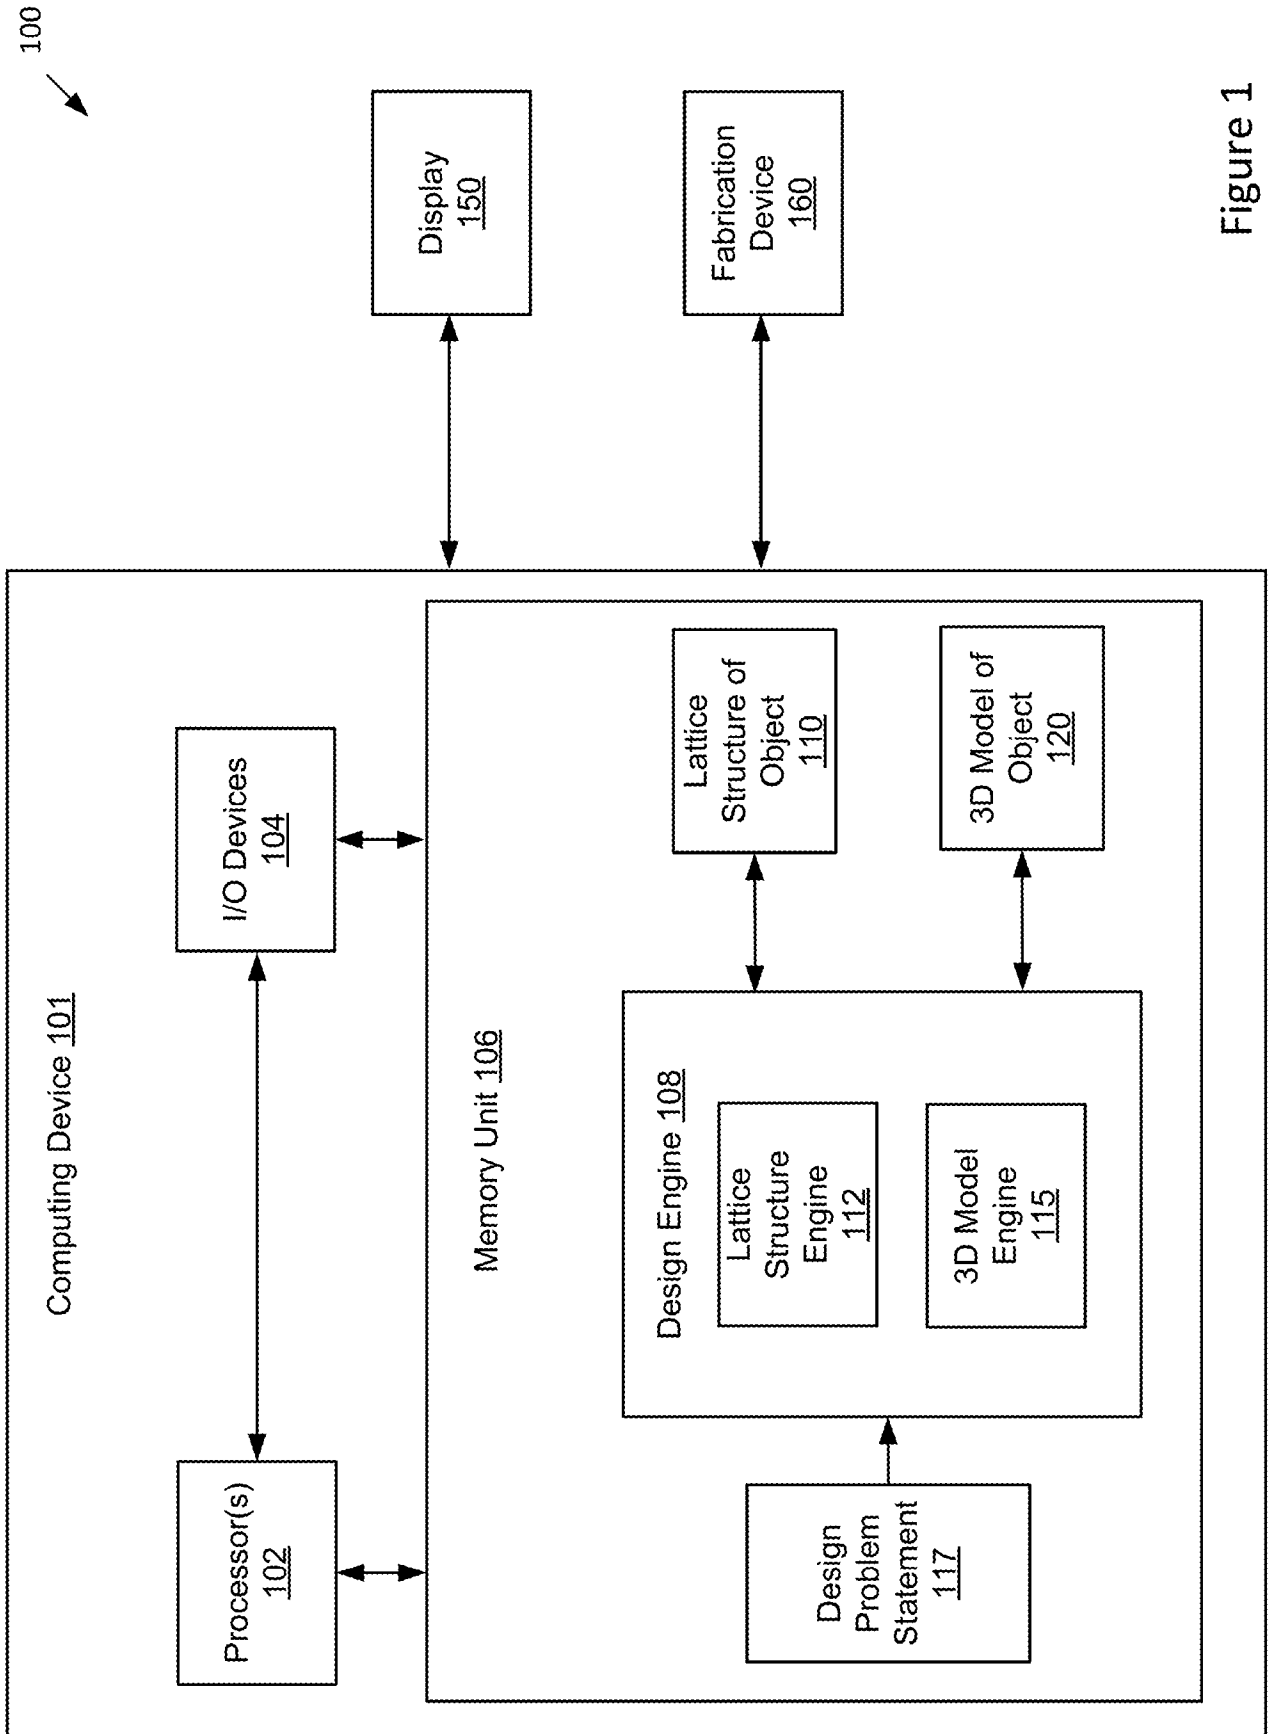 100
Computing Device 101
Processor(s)
102
I/O Devices
104
Display
150
Memory Unit 106
Design
Problem
Statement
117
Design Engine 108
Lattice
Structure
Engine
112
3D Model
Engine
115
Lattice
Structure of
Object
110
3D Model of
Object
120
Fabrication
Device
160
Figure 1